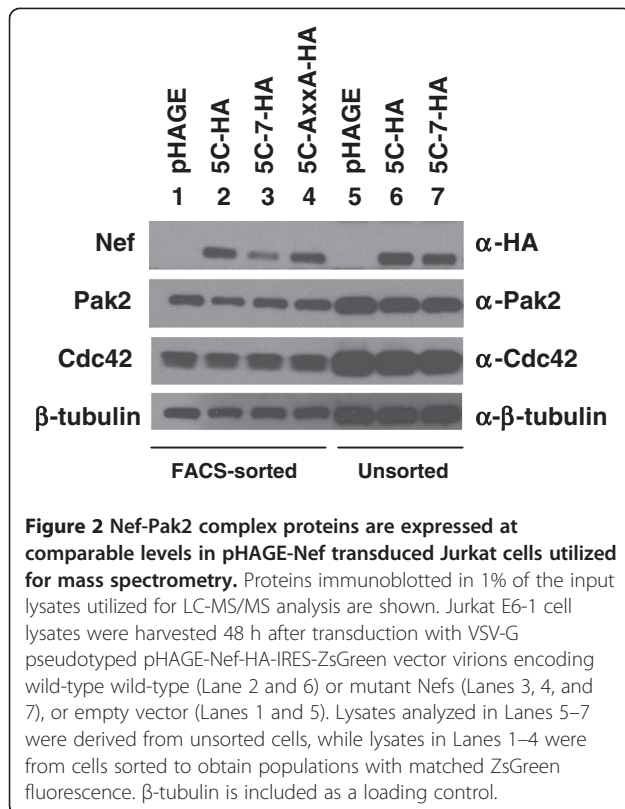 pHAGE
5C-HA
5C-7-HA
5C-AxxA-HA
pHAGE
5C-HA
5C-7-HA
1 2 3 4 5 6 7
Nef α-HA
Pak2 α-Pak2
Cdc42 α-Cdc42
β-tubulin α-β-tubulin
FACS-sorted Unsorted
Figure 2 Nef-Pak2 complex proteins are expressed at
comparable levels in pHAGE-Nef transduced Jurkat cells utilized
for mass spectrometry. Proteins immunoblotted in 1% of the input
lysates utilized for LC-MS/MS analysis are shown. Jurkat E6-1 cell
lysates were harvested 48 h after transduction with VSV-G
pseudotyped pHAGE-Nef-HA-IRES-ZsGreen vector virions encoding
wild-type wild-type (Lane 2 and 6) or mutant Nefs (Lanes 3, 4, and
7), or empty vector (Lanes 1 and 5). Lysates analyzed in Lanes 5–7
were derived from unsorted cells, while lysates in Lanes 1–4 were
from cells sorted to obtain populations with matched ZsGreen
fluorescence. β-tubulin is included as a loading control.